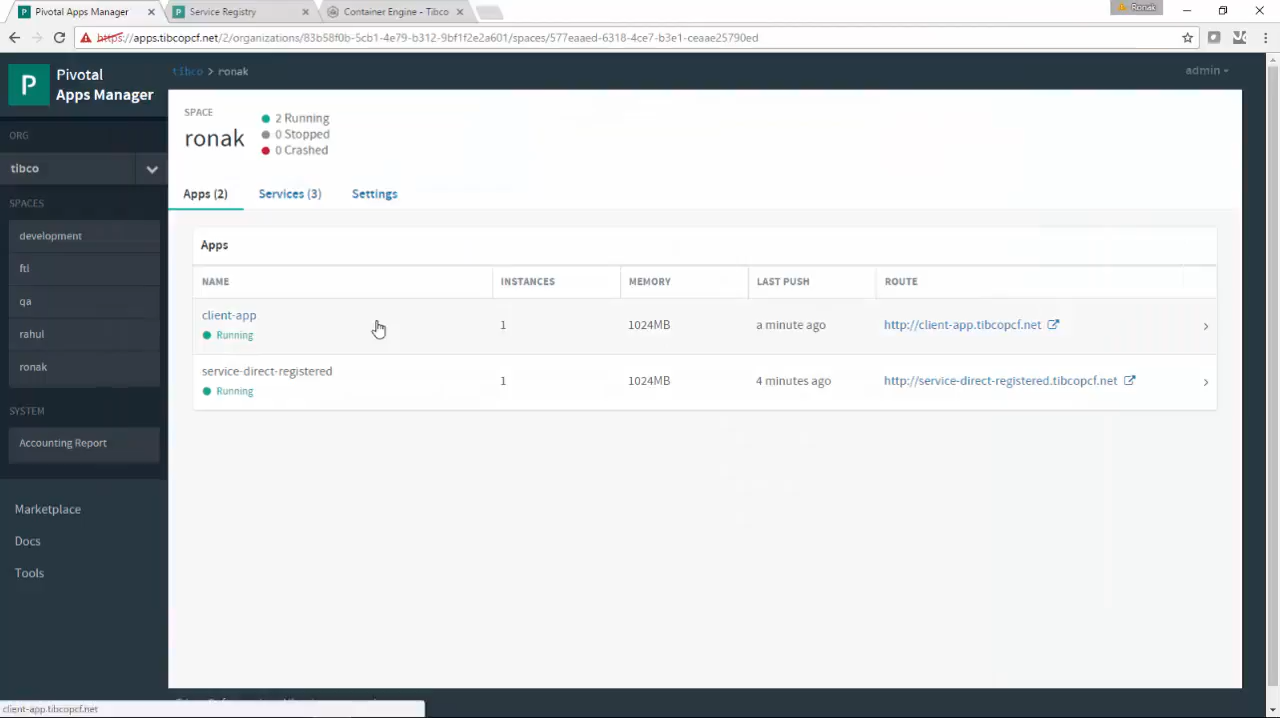 Pivotal Apps Manager
Service Registry
Container Engine - Tibco
Ronak
https://apps.tibcopcf.net/2/organizations/83b58f0b-5cb1-4e79-b312-9bf1f2e2a601/spaces/577eaaed-6318-4ce7-b3e1-ceaae25790ed
P
Pivotal
Apps Manager
tibco > ronak
admin
ORG
tibco
SPACES
development
ftl
qa
rahul
ronak
SYSTEM
Accounting Report
Marketplace
Docs
Tools
SPACE
ronak
2 Running
0 Stopped
0 Crashed
Apps (2) Services (3) Settings
Apps
NAME INSTANCES MEMORY LAST PUSH ROUTE
client-app
Running
1 1024MB a minute ago http://client-app.tibcopcf.net
service-direct-registered
Running
1 1024MB 4 minutes ago http://service-direct-registered.tibcopcf.net
client-app.tibcopcf.net